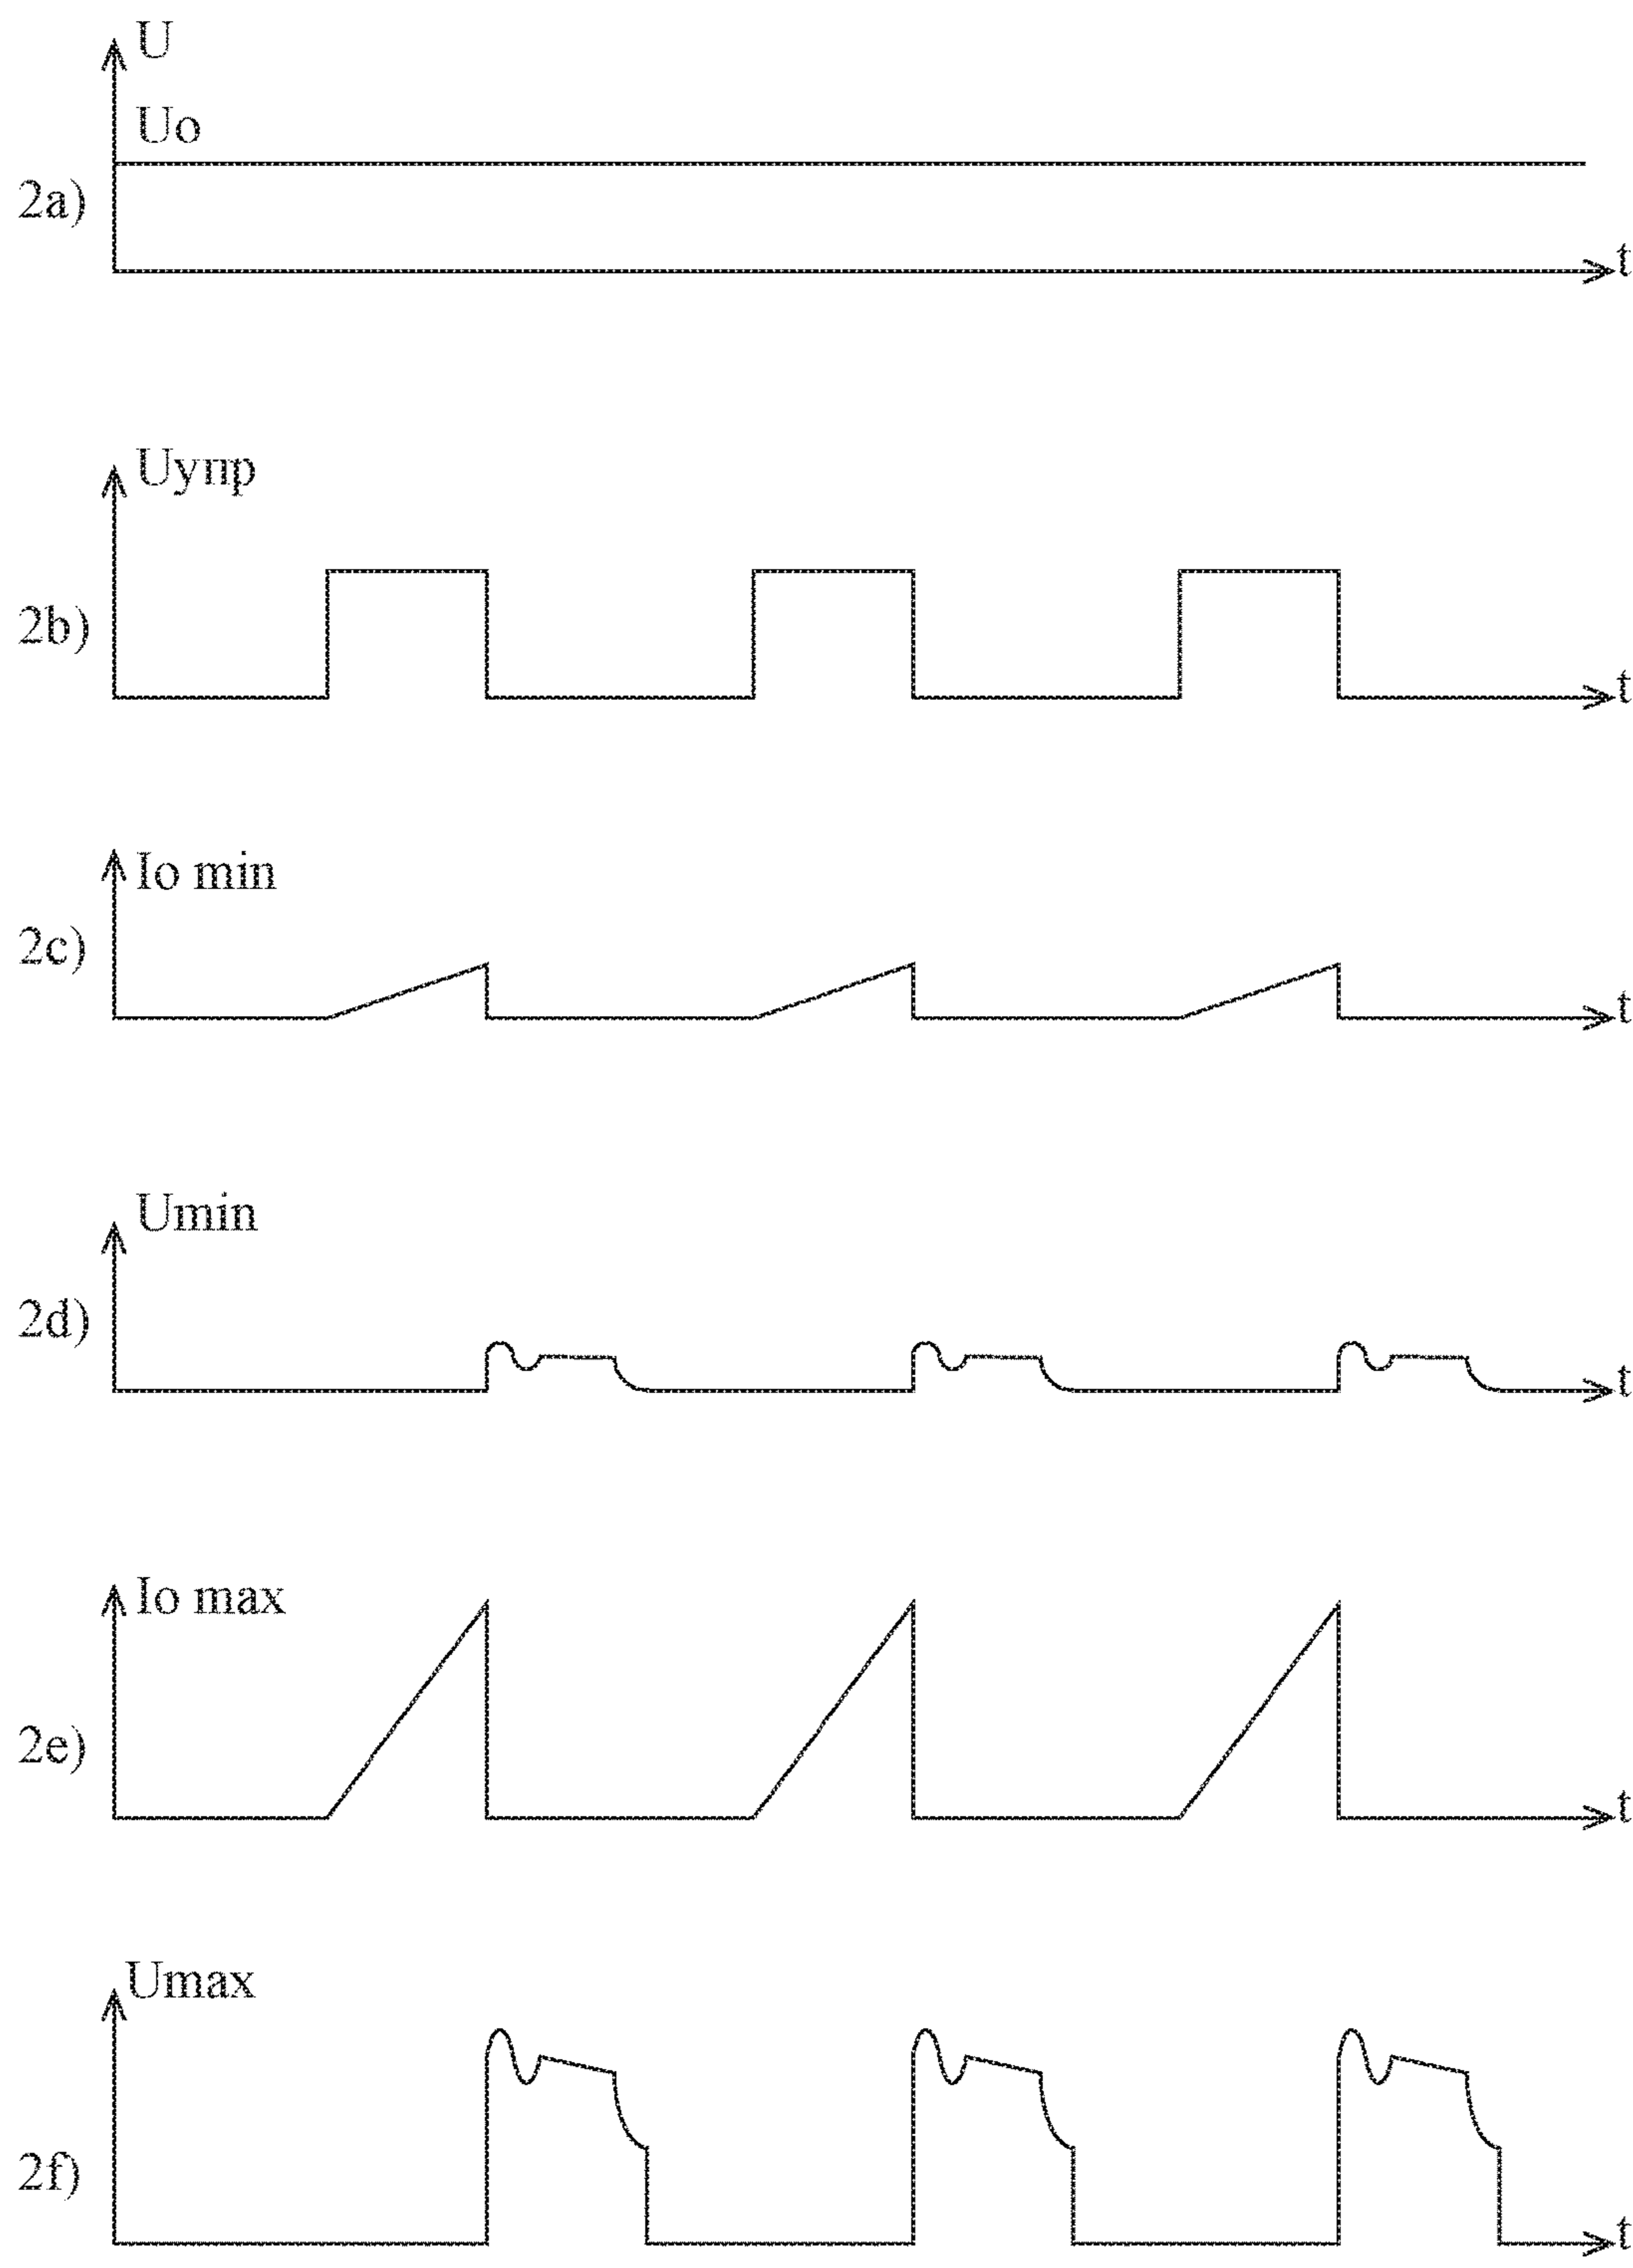 U
Uo
2a)
t
Uупр
2b)
t
Io min
2c)
t
Umin
2d)
t
Io max
2e)
t
Umax
2f)
t